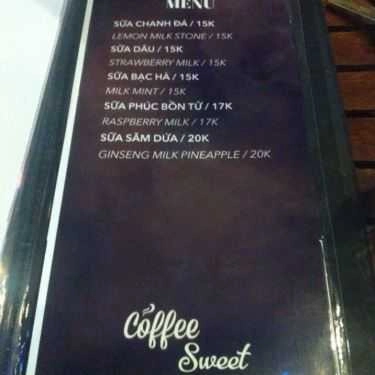 MENU
SỮA CHANH ĐÁ / 15K
LEMON MILK STONE / 15K
SỮA DÂU / 15K
STRAWBERRY MILK / 15K
SỮA BẠC HÀ / 15K
MILK MINT / 15K
SỮA PHÚC BỒN TỬ / 17K
RASPBERRY MILK / 17K
SỮA SÂM DỨA / 20K
GINSENG MILK PINEAPPLE / 20K
Coffee
Sweet